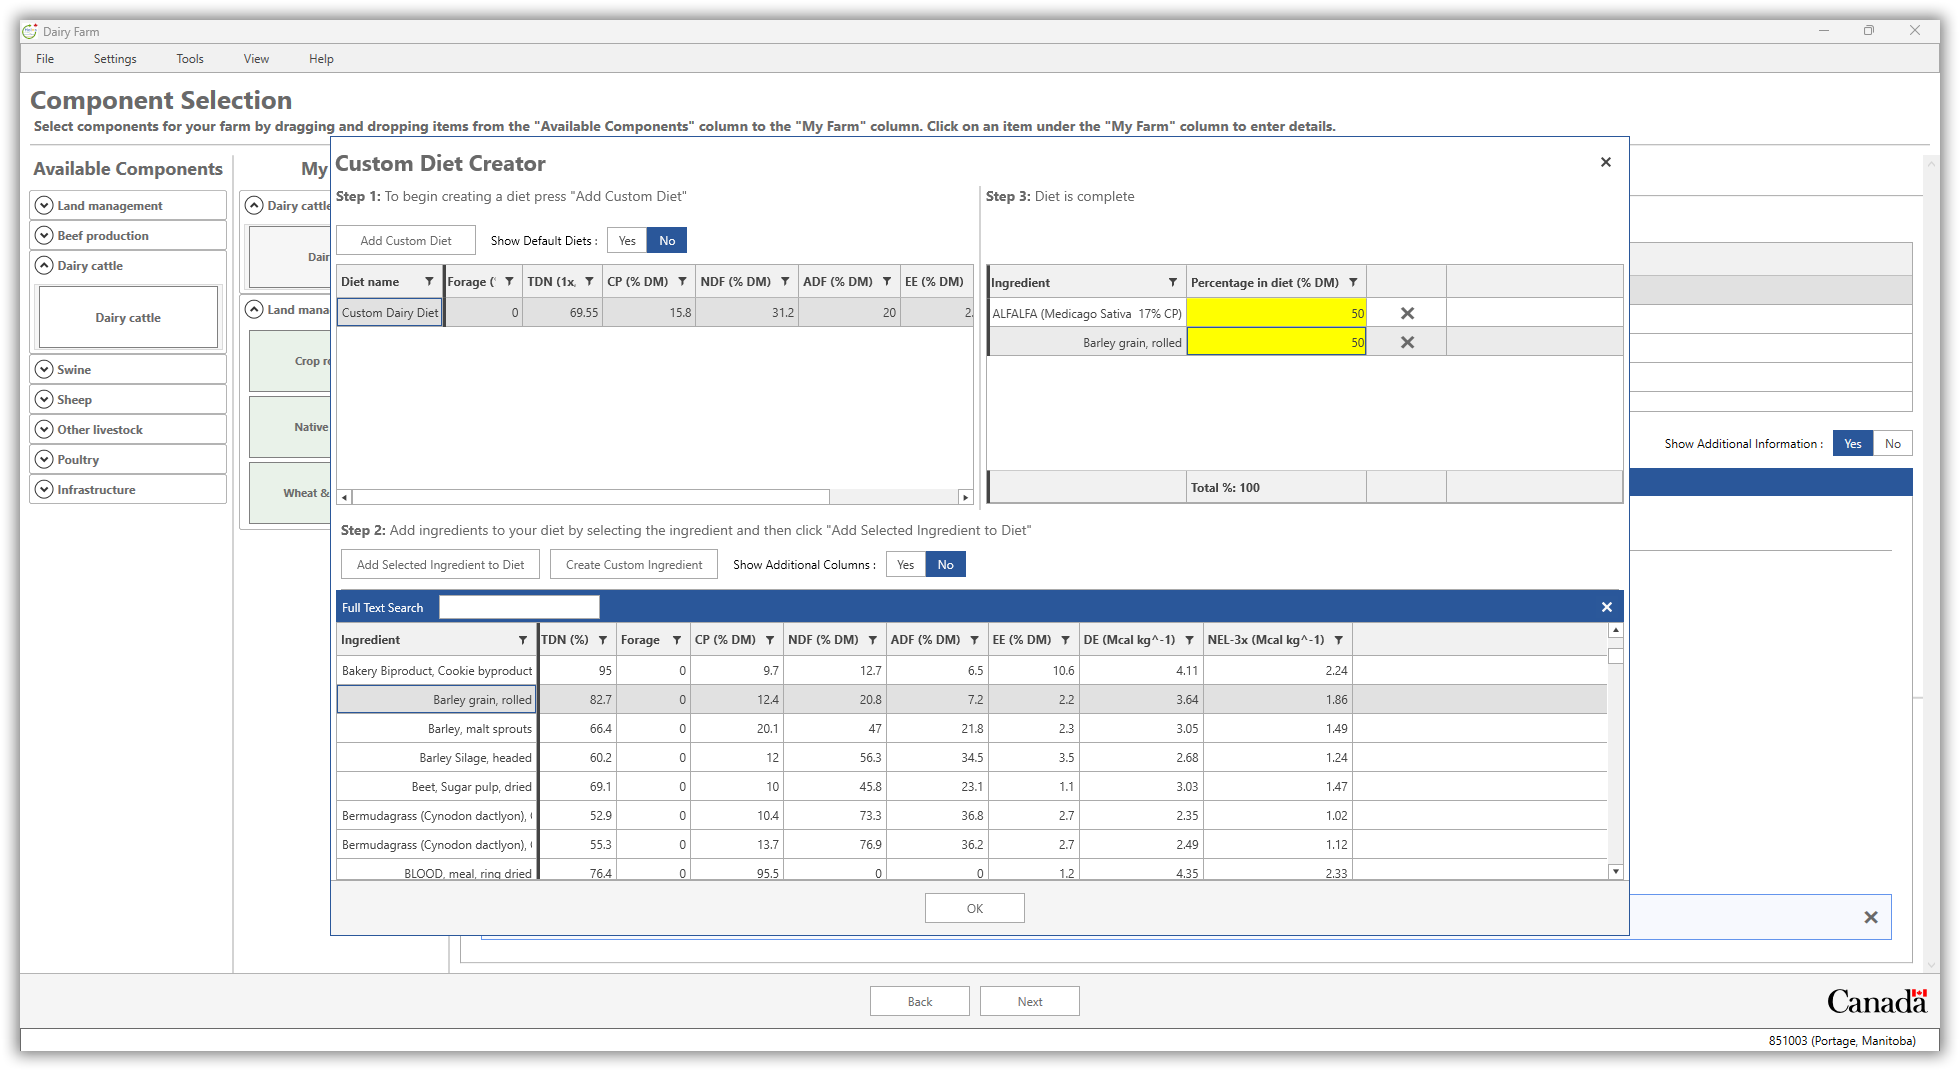 Dairy Farm
File Settings Tools View Help
Component Selection
Select components for your farm by dragging and dropping items from the "Available Components" column to the "My Farm" column. Click on an item under the "My Farm" column to enter details.
Available Components
Land management
Beef production
Dairy cattle
Dairy cattle
Swine
Sheep
Other livestock
Poultry
Infrastructure
My
Dairy cattle
Dair
Land mana
Crop ro
Native
Wheat &
Custom Diet Creator
Step 1: To begin creating a diet press "Add Custom Diet"
Add Custom Diet Show Default Diets : Yes No
Diet name Forage (' TDN (1x, CP (% DM) NDF (% DM) ADF (% DM) EE (% DM)
Custom Dairy Diet 0 69.55 15.8 31.2 20 2.
Step 3: Diet is complete
Ingredient Percentage in diet (% DM)
ALFALFA (Medicago Sativa 17% CP) 50
Barley grain, rolled 50
Total %: 100
Step 2: Add ingredients to your diet by selecting the ingredient and then click "Add Selected Ingredient to Diet"
Add Selected Ingredient to Diet Create Custom Ingredient Show Additional Columns : Yes No
Full Text Search
Ingredient TDN (%) Forage CP (% DM) NDF (% DM) ADF (% DM) EE (% DM) DE (Mcal kg^-1) NEL-3x (Mcal kg^-1)
Bakery Biproduct, Cookie byproduct 95 0 9.7 12.7 6.5 10.6 4.11 2.24
Barley grain, rolled 82.7 0 12.4 20.8 7.2 2.2 3.64 1.86
Barley, malt sprouts 66.4 0 20.1 47 21.8 2.3 3.05 1.49
Barley Silage, headed 60.2 0 12 56.3 34.5 3.5 2.68 1.24
Beet, Sugar pulp, dried 69.1 0 10 45.8 23.1 1.1 3.03 1.47
Bermudagrass (Cynodon dactlyon), 52.9 0 10.4 73.3 36.8 2.7 2.35 1.02
Bermudagrass (Cynodon dactlyon), 55.3 0 13.7 76.9 36.2 2.7 2.49 1.12
BLOOD, meal, ring dried 76.4 0 95.5 0 0 1.2 4.35 2.33
OK
Show Additional Information : Yes No
Back Next
Canada
851003 (Portage, Manitoba)